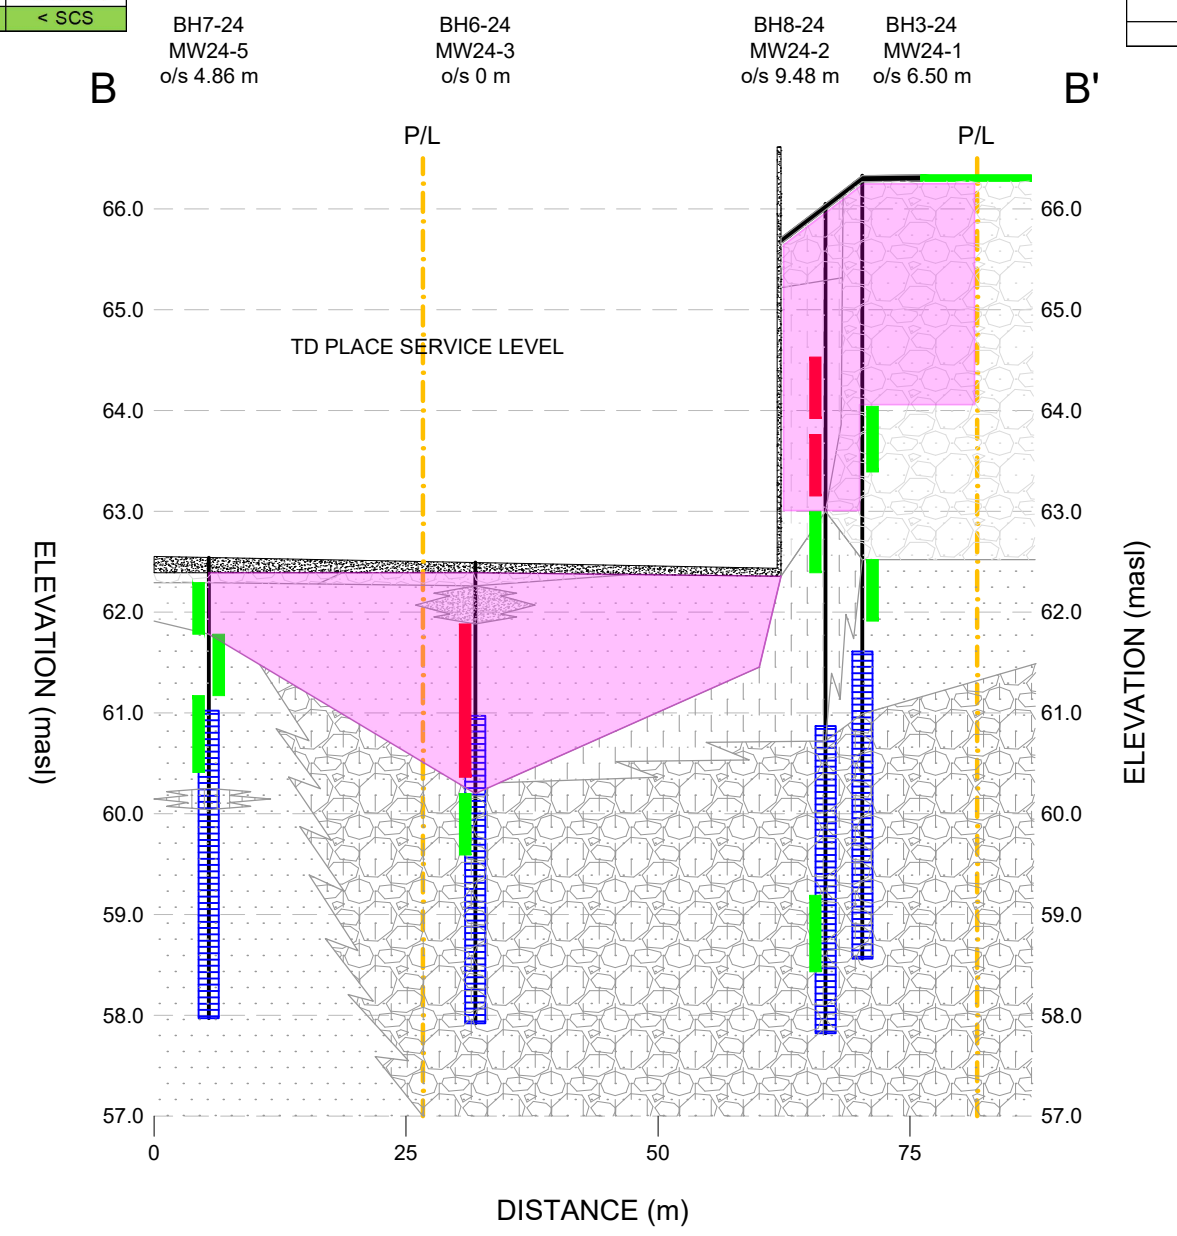 < SCS
BH7-24
MW24-5
o/s 4.86 m
BH6-24
MW24-3
o/s 0 m
BH8-24
MW24-2
o/s 9.48 m
BH3-24
MW24-1
o/s 6.50 m
B
B'
P/L
P/L
66.0
66.0
65.0
65.0
TD PLACE SERVICE LEVEL
64.0
64.0
63.0
63.0
62.0
62.0
61.0
61.0
60.0
60.0
59.0
59.0
58.0
58.0
57.0
57.0
ELEVATION (masl)
ELEVATION (masl)
0
25
50
75
DISTANCE (m)